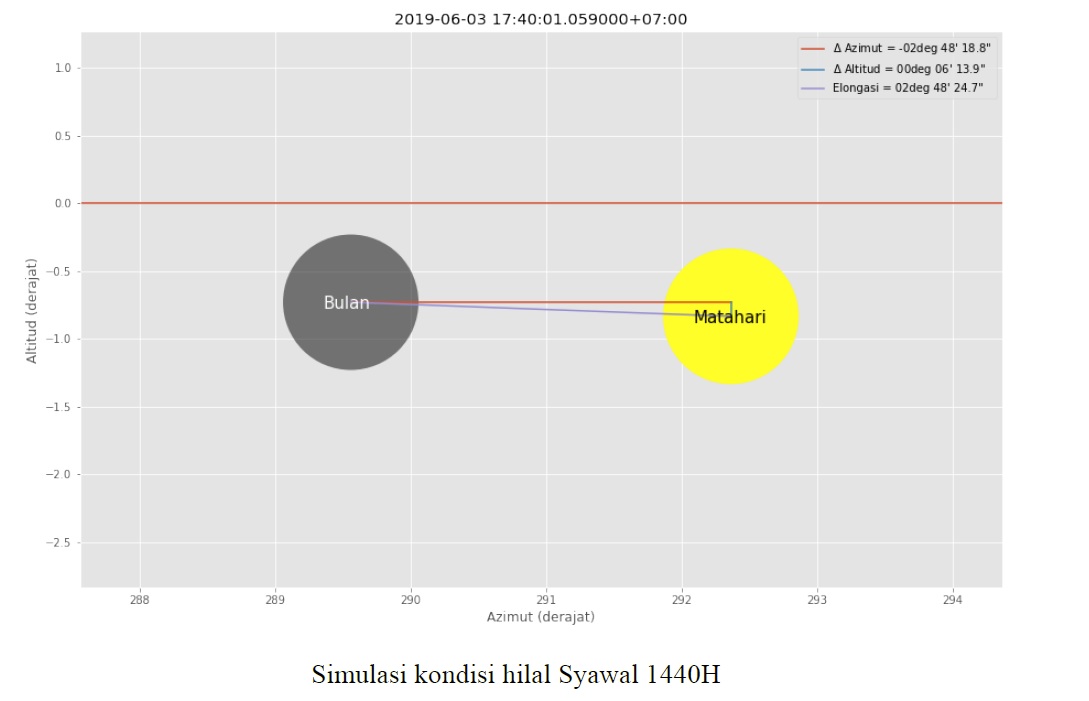 2019-06-03 17:40:01.059000+07:00
Δ Azimut = -02deg 48' 18.8"
Δ Altitud = 00deg 06' 13.9"
Elongasi = 02deg 48' 24.7"
1.0
0.5
0.0
−0.5
−1.0
−1.5
−2.0
−2.5
Altitud (derajat)
Bulan
Matahari
288 289 290 291 292 293 294
Azimut (derajat)
Simulasi kondisi hilal Syawal 1440H